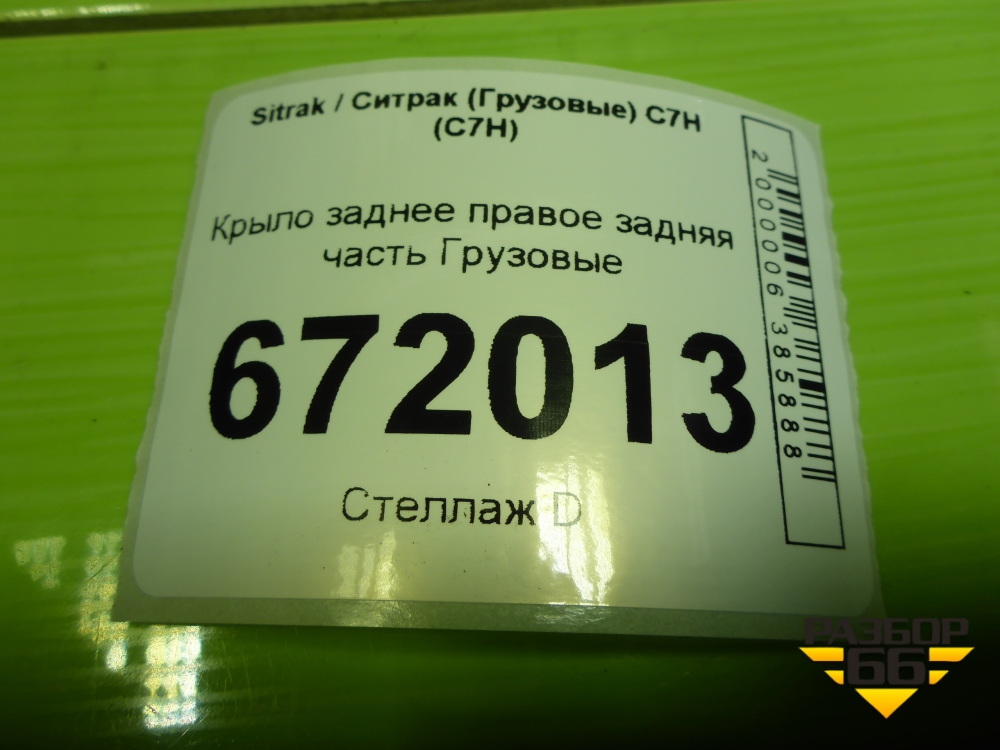 Sitrak / Ситрак (Грузовые) C7H
(C7H)
Крыло заднее правое задняя
часть Грузовые
672013
Стеллаж D
2000006385888
РАЗБОР
66